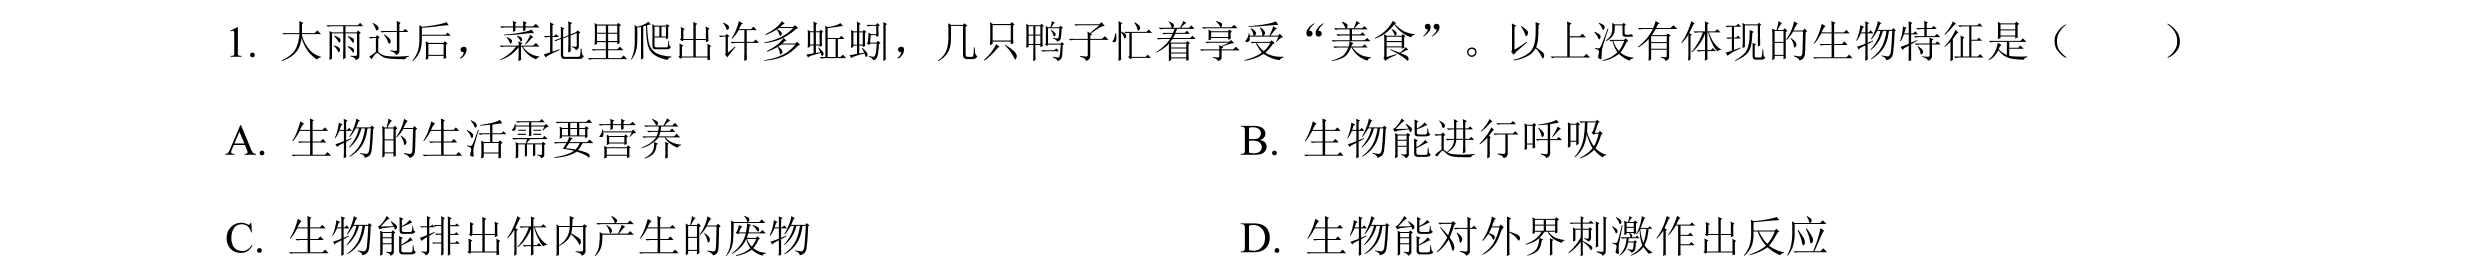 1. 大雨过后，菜地里爬出许多蚯蚓，几只鸭子忙着享受“美食”。以上没有体现的生物特征是（　　）
A. 生物的生活需要营养　　B. 生物能进行呼吸
C. 生物能排出体内产生的废物　　D. 生物能对外界刺激作出反应